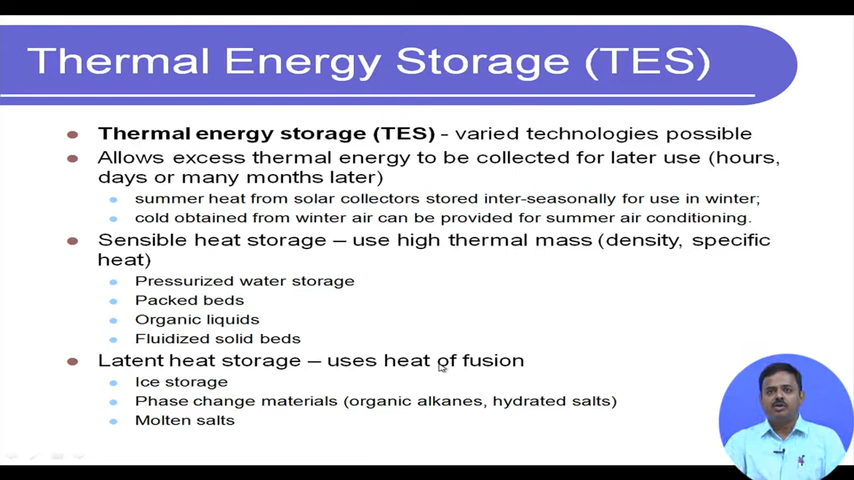 Thermal Energy Storage (TES)
Thermal energy storage (TES) - varied technologies possible
Allows excess thermal energy to be collected for later use (hours,
days or many months later)
summer heat from solar collectors stored inter-seasonally for use in winter;
cold obtained from winter air can be provided for summer air conditioning.
Sensible heat storage – use high thermal mass (density, specific
heat)
Pressurized water storage
Packed beds
Organic liquids
Fluidized solid beds
Latent heat storage – uses heat of fusion
Ice storage
Phase change materials (organic alkanes, hydrated salts)
Molten salts